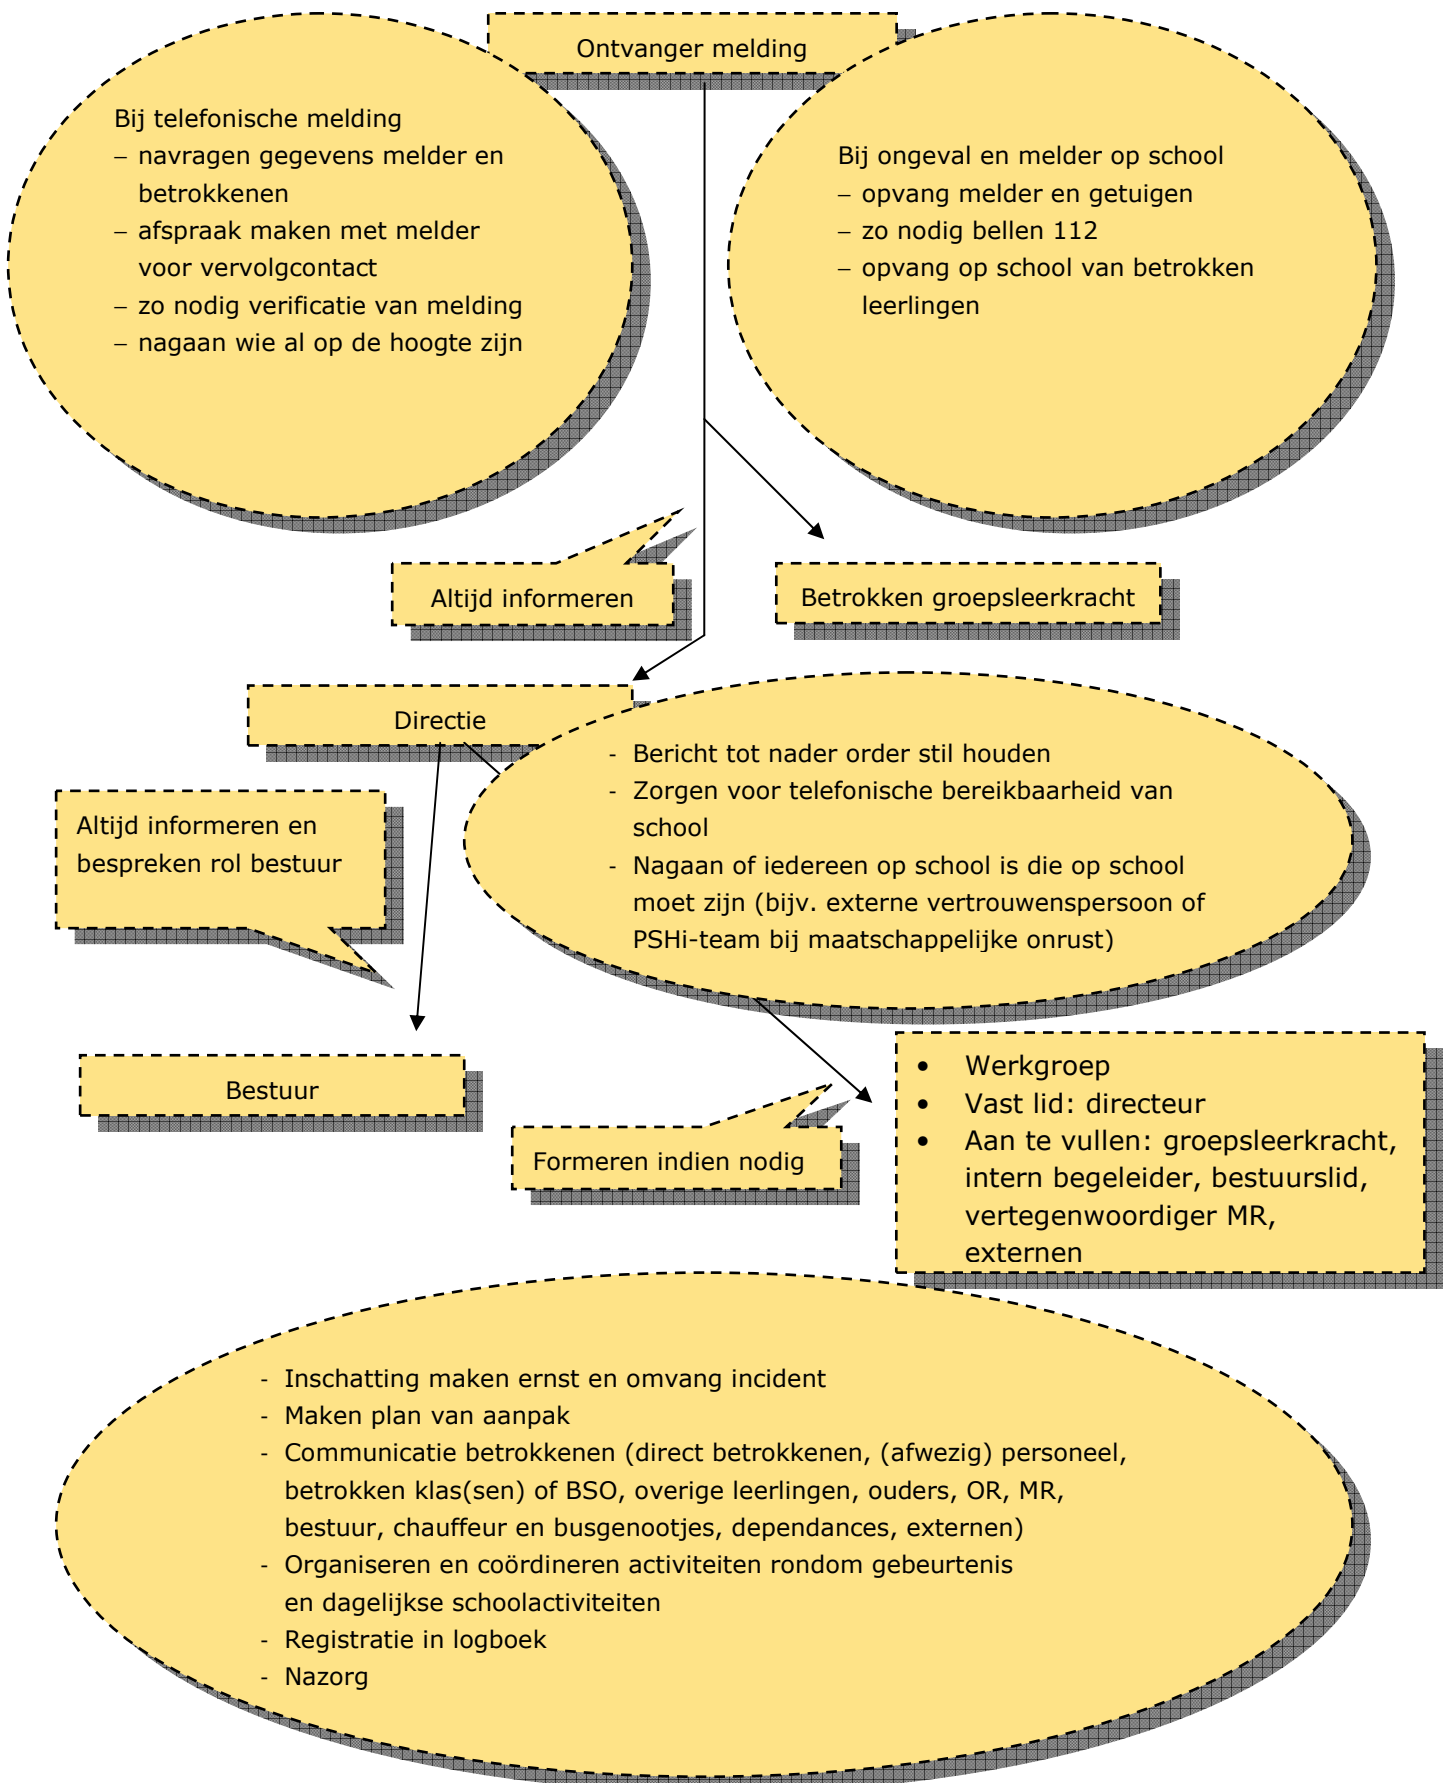 Ontvanger melding
Bij telefonische melding
– navragen gegevens melder en
betrokkenen
– afspraak maken met melder
voor vervolgcontact
– zo nodig verificatie van melding
– nagaan wie al op de hoogte zijn
Bij ongeval en melder op school
– opvang melder en getuigen
– zo nodig bellen 112
– opvang op school van betrokken
leerlingen
Altijd informeren
Betrokken groepsleerkracht
Directie
- Bericht tot nader order stil houden
- Zorgen voor telefonische bereikbaarheid van
school
- Nagaan of iedereen op school is die op school
moet zijn (bijv. externe vertrouwenspersoon of
PSHi-team bij maatschappelijke onrust)
Altijd informeren en
bespreken rol bestuur
Bestuur
Formeren indien nodig
• Werkgroep
• Vast lid: directeur
• Aan te vullen: groepsleerkracht,
intern begeleider, bestuurslid,
vertegenwoordiger MR,
externen
- Inschatting maken ernst en omvang incident
- Maken plan van aanpak
- Communicatie betrokkenen (direct betrokkenen, (afwezig) personeel,
betrokken klas(sen) of BSO, overige leerlingen, ouders, OR, MR,
bestuur, chauffeur en busgenootjes, dependances, externen)
- Organiseren en coördineren activiteiten rondom gebeurtenis
en dagelijkse schoolactiviteiten
- Registratie in logboek
- Nazorg